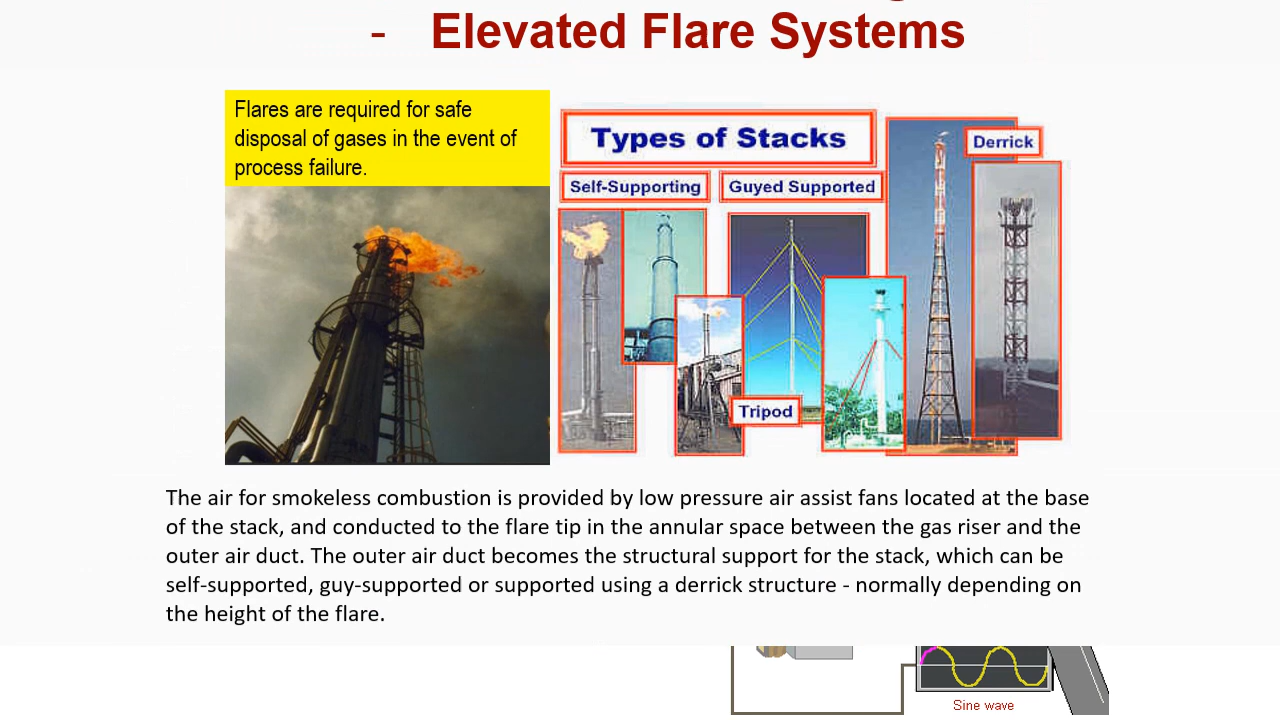 - Elevated Flare Systems
Flares are required for safe
disposal of gases in the event of
process failure.
Types of Stacks
Derrick
Self-Supporting
Guyed Supported
Tripod
The air for smokeless combustion is provided by low pressure air assist fans located at the base
of the stack, and conducted to the flare tip in the annular space between the gas riser and the
outer air duct. The outer air duct becomes the structural support for the stack, which can be
self-supported, guy-supported or supported using a derrick structure - normally depending on
the height of the flare.
Sine wave